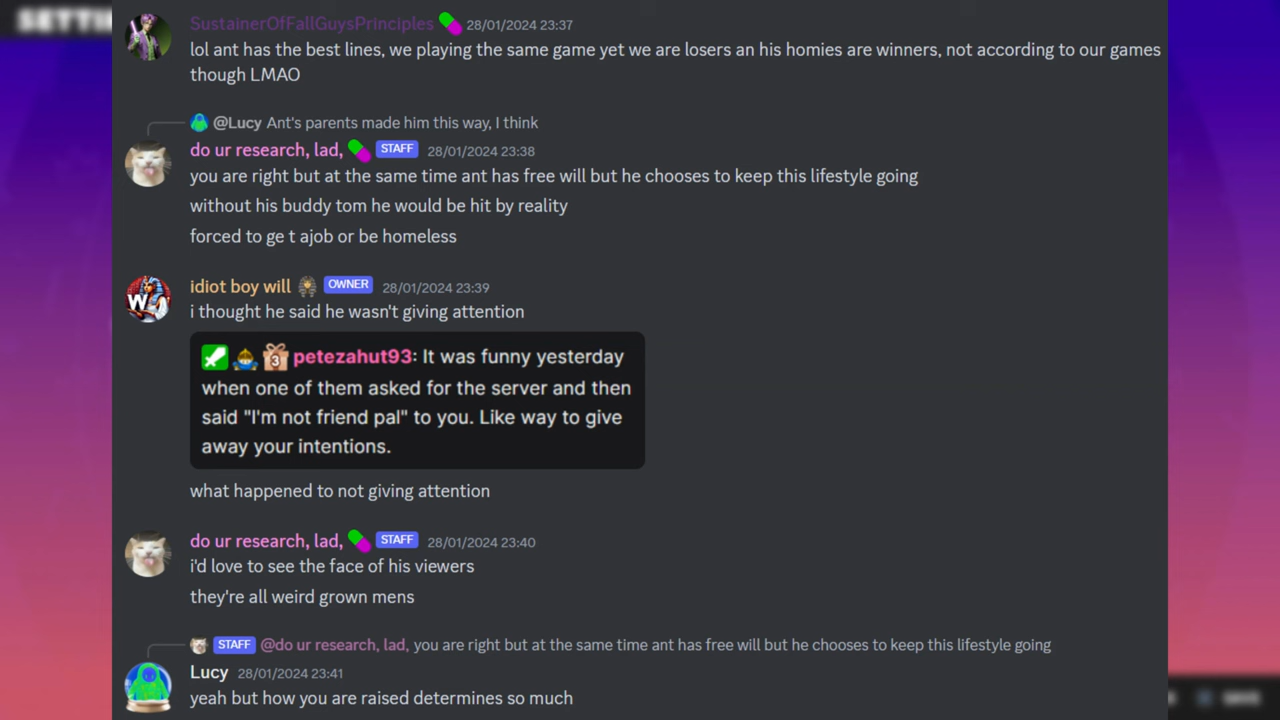 SETTIN
SustainerOfFallGuysPrinciples 28/01/2024 23:37
lol ant has the best lines, we playing the same game yet we are losers an his homies are winners, not according to our games
though LMAO
@Lucy Ant's parents made him this way, I think
do ur research, lad, STAFF 28/01/2024 23:38
you are right but at the same time ant has free will but he chooses to keep this lifestyle going
without his buddy tom he would be hit by reality
forced to ge t ajob or be homeless
idiot boy will OWNER 28/01/2024 23:39
i thought he said he wasn't giving attention
3 petezahut93: It was funny yesterday
when one of them asked for the server and then
said "I'm not friend pal" to you. Like way to give
away your intentions.
what happened to not giving attention
do ur research, lad, STAFF 28/01/2024 23:40
i'd love to see the face of his viewers
they're all weird grown mens
STAFF @do ur research, lad, you are right but at the same time ant has free will but he chooses to keep this lifestyle going
Lucy 28/01/2024 23:41
yeah but how you are raised determines so much
SAVE